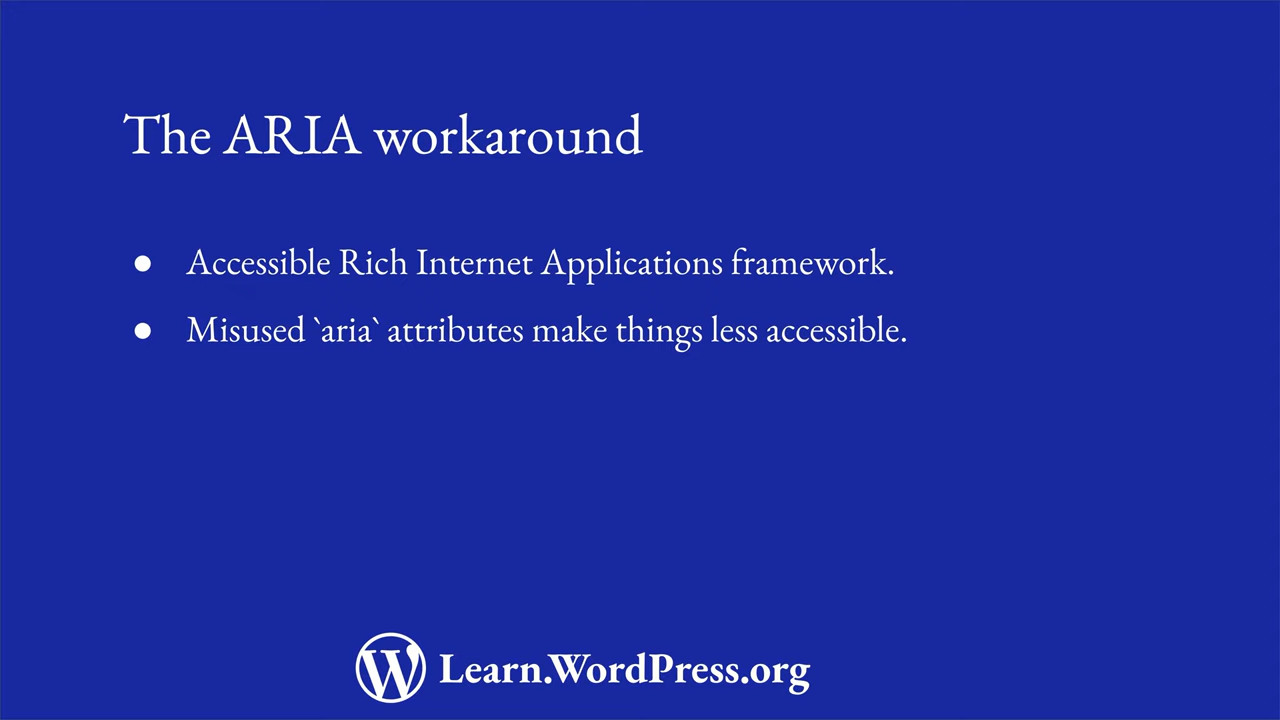 The ARIA workaround
● Accessible Rich Internet Applications framework.
● Misused `aria` attributes make things less accessible.
Learn.WordPress.org